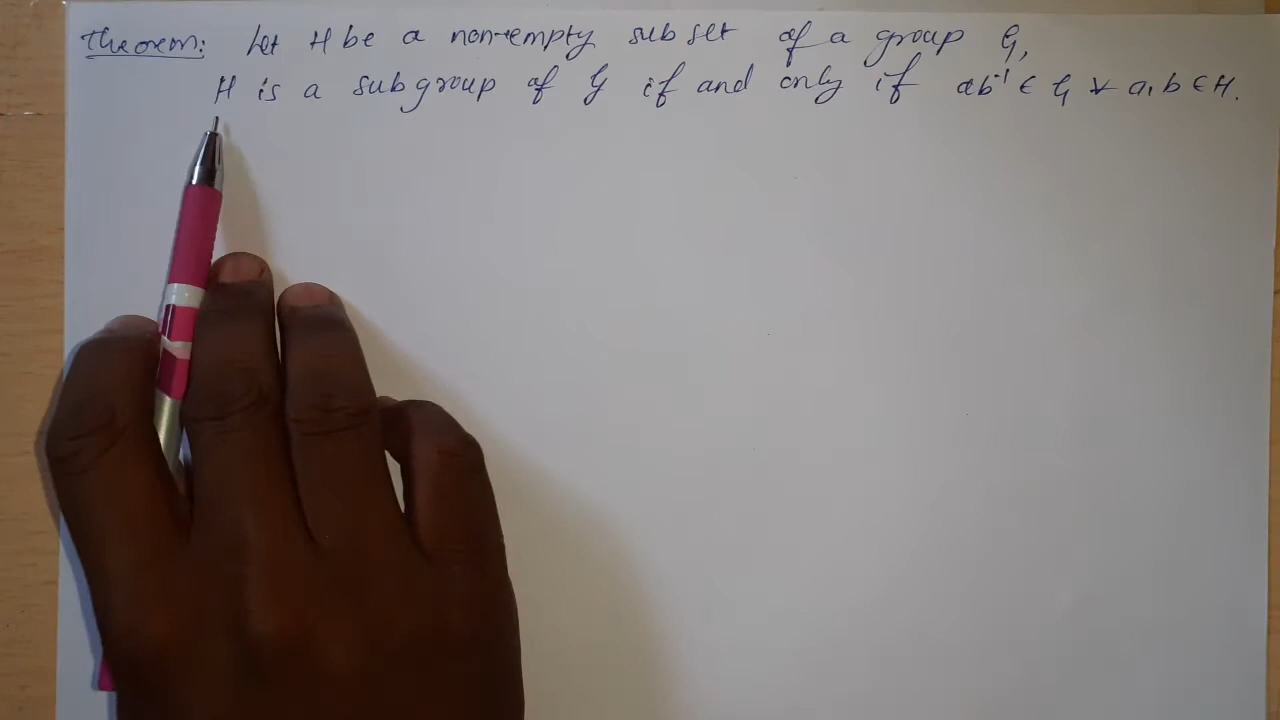 Theorem: Let H be a non-empty subset of a group G,
H is a subgroup of G if and only if ab⁻¹ ∈ G ∀ a, b ∈ H.